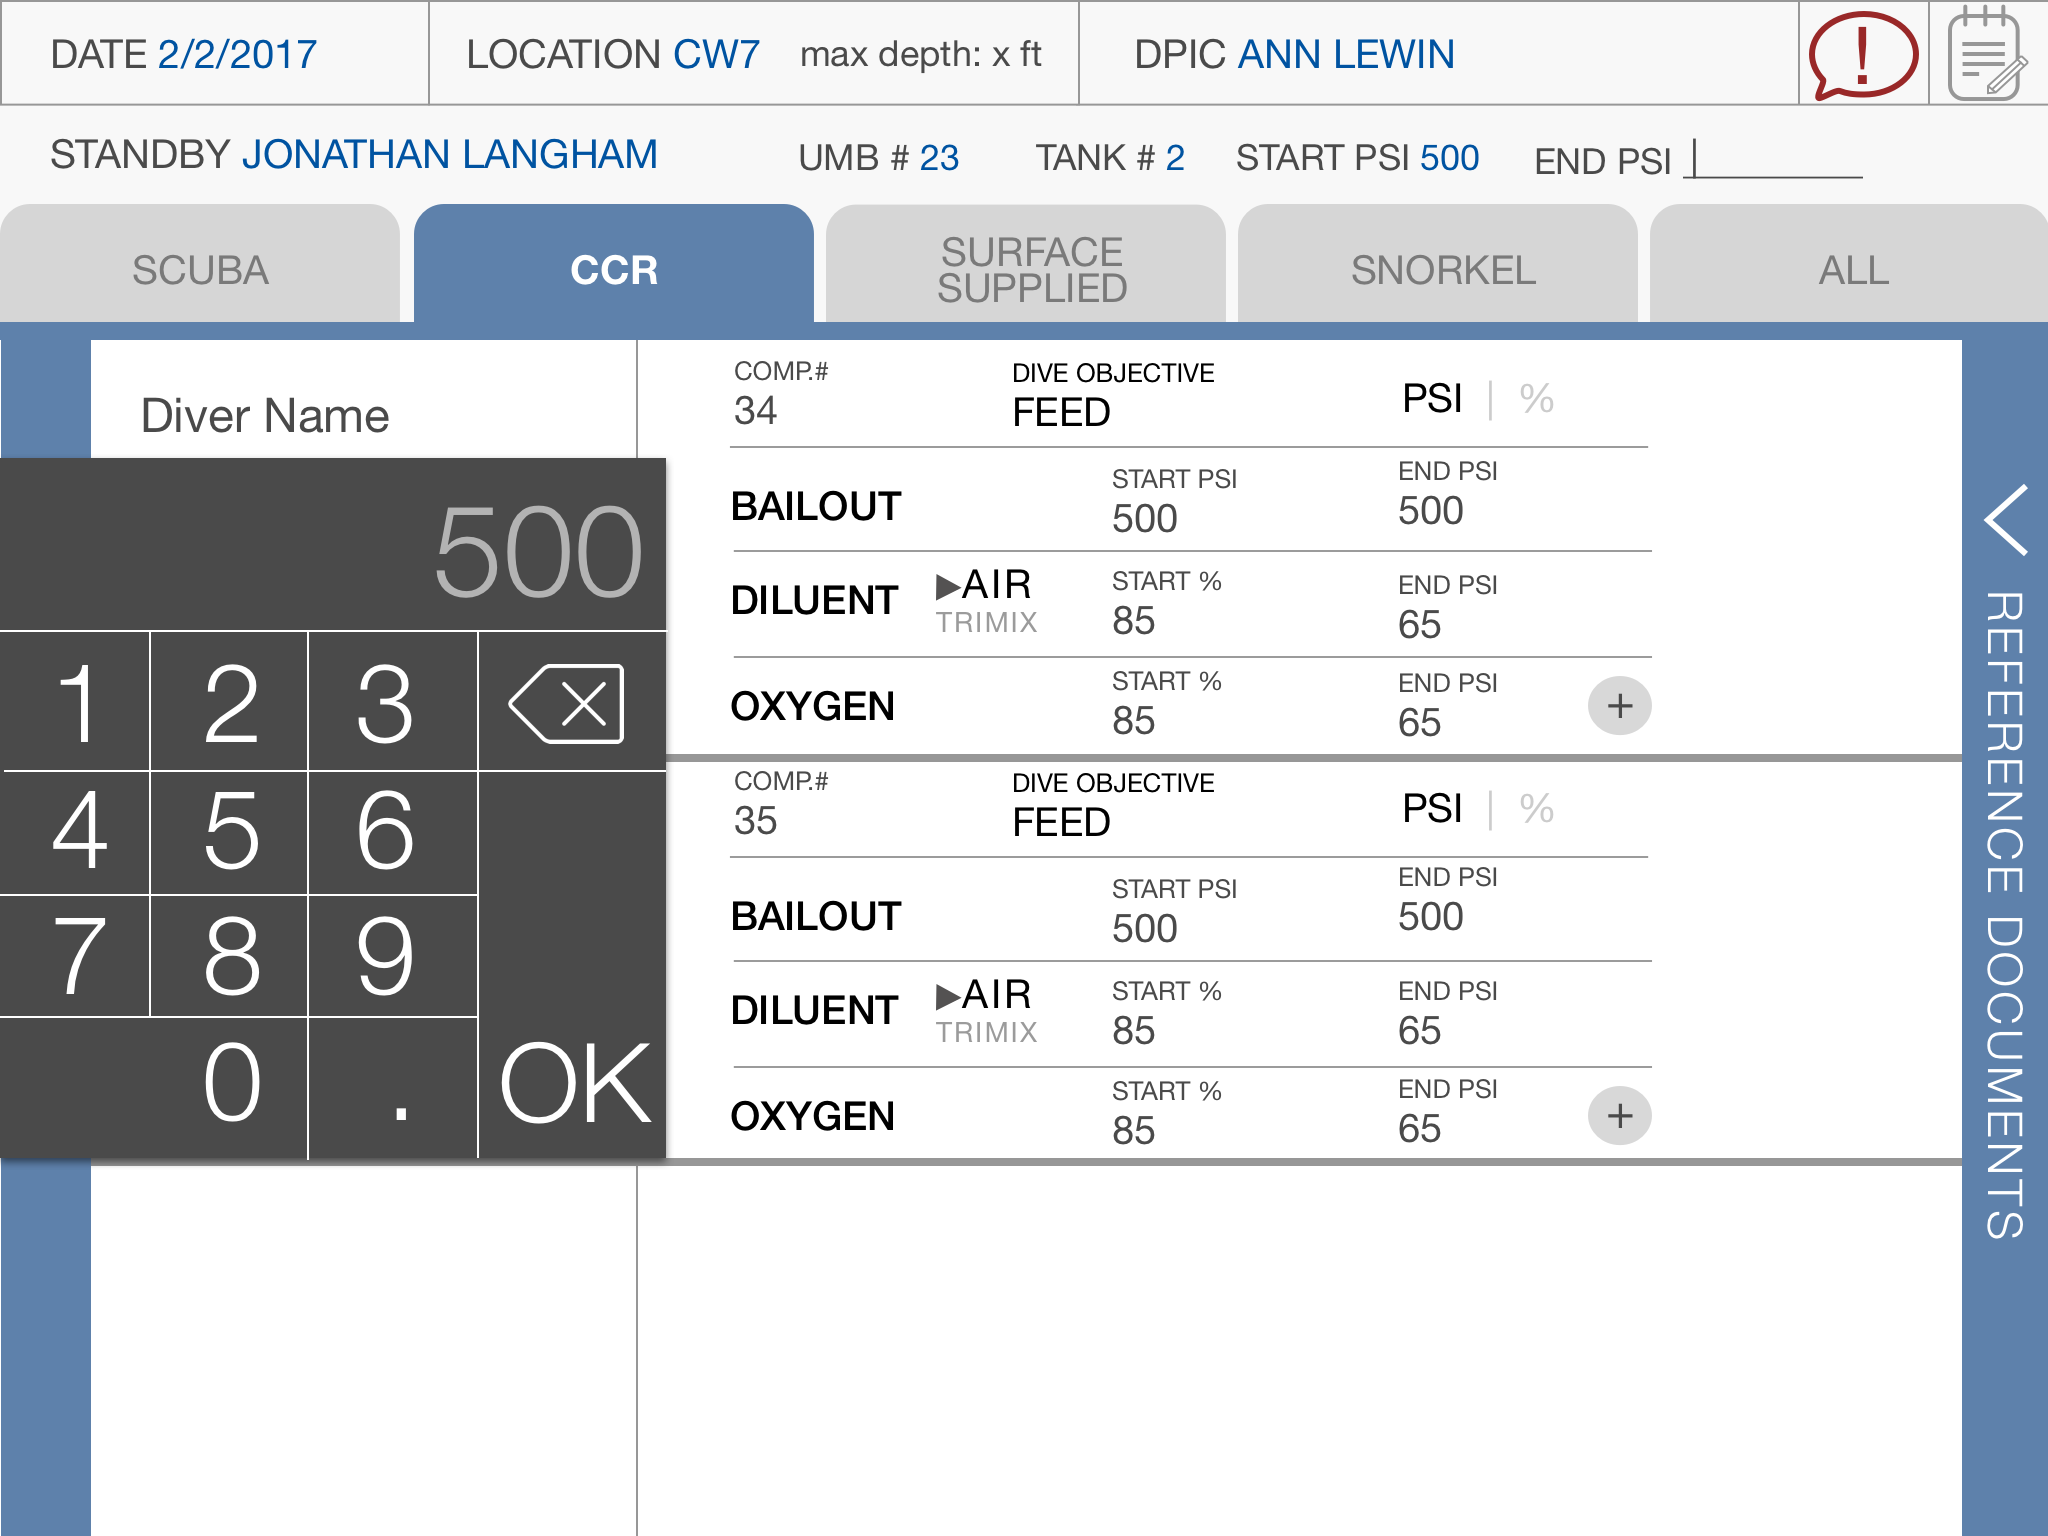 DATE 2/2/2017
LOCATION CW7 max depth: x ft
DPIC ANN LEWIN
!
STANDBY JONATHAN LANGHAM UMB # 23 TANK # 2 START PSI 500 END PSI
SCUBA
CCR
SURFACE
SUPPLIED
SNORKEL
ALL
Diver Name
500
1 2 3
4 5 6
7 8 9
0 . OK
COMP.# DIVE OBJECTIVE
34 FEED PSI | %
BAILOUT
START PSI
500
END PSI
500
DILUENT
▶AIR
TRIMIX
START %
85
END PSI
65
OXYGEN
START %
85
END PSI
65
+
COMP.# DIVE OBJECTIVE
35 FEED PSI | %
BAILOUT
START PSI
500
END PSI
500
DILUENT
▶AIR
TRIMIX
START %
85
END PSI
65
OXYGEN
START %
85
END PSI
65
+
REFERENCE DOCUMENTS